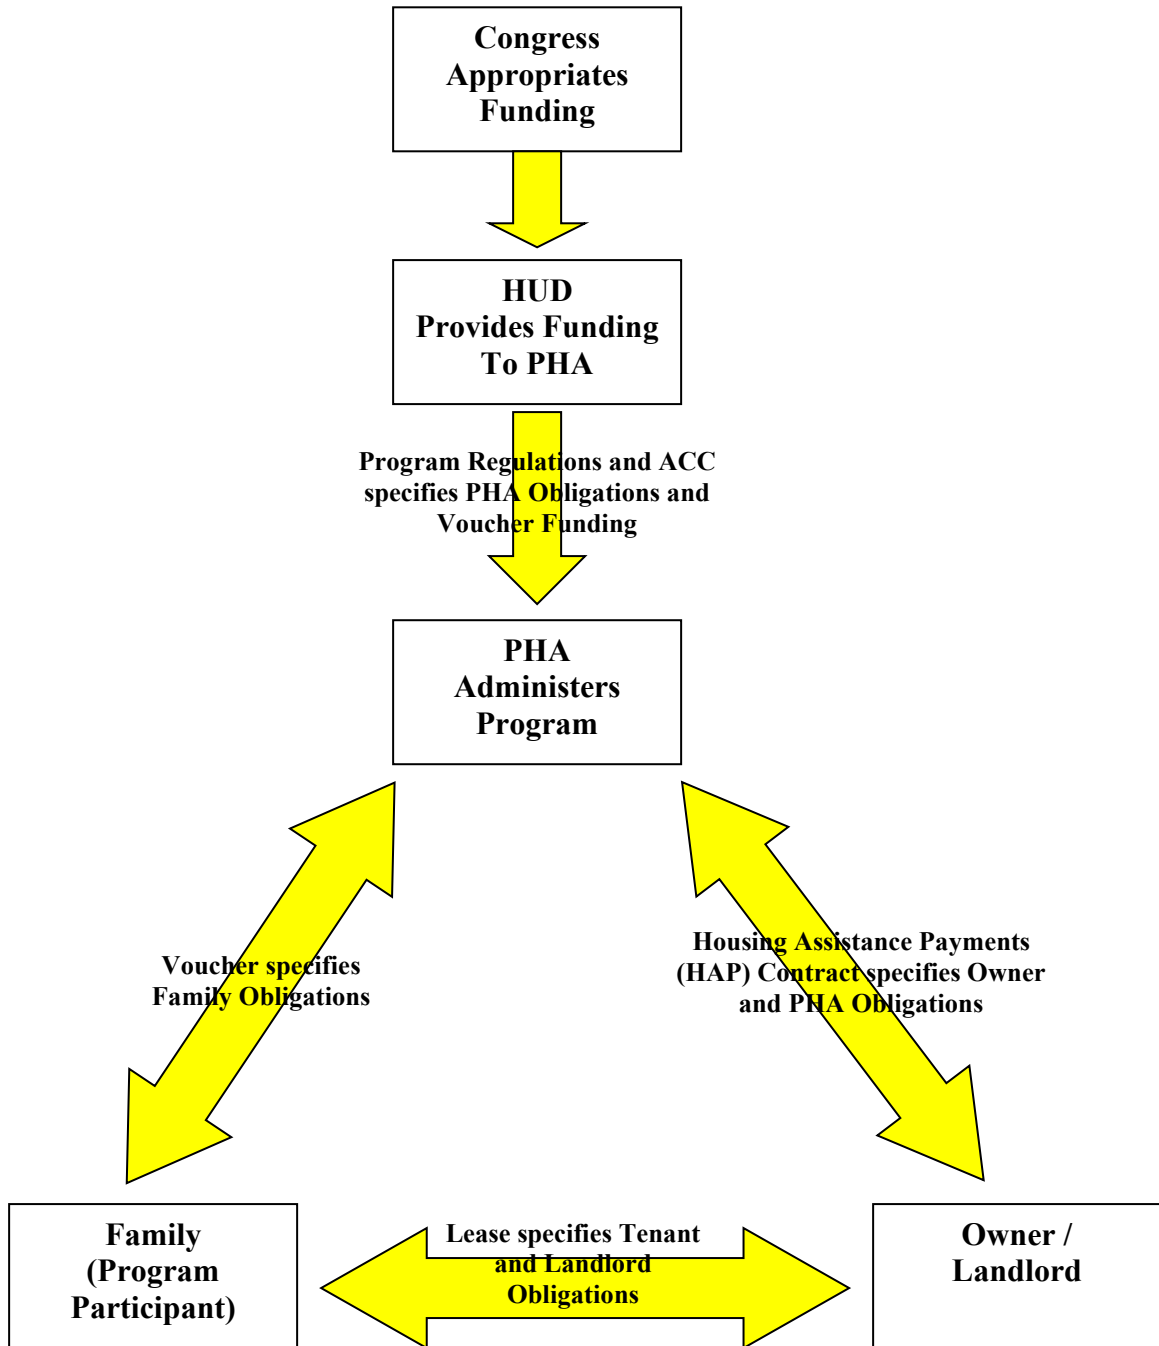 Congress
Appropriates
Funding
HUD
Provides Funding
To PHA
Program Regulations and ACC
specifies PHA Obligations and
Voucher Funding
PHA
Administers
Program
Voucher specifies
Family Obligations
Housing Assistance Payments
(HAP) Contract specifies Owner
and PHA Obligations
Family
(Program
Participant)
Lease specifies Tenant
and Landlord
Obligations
Owner /
Landlord